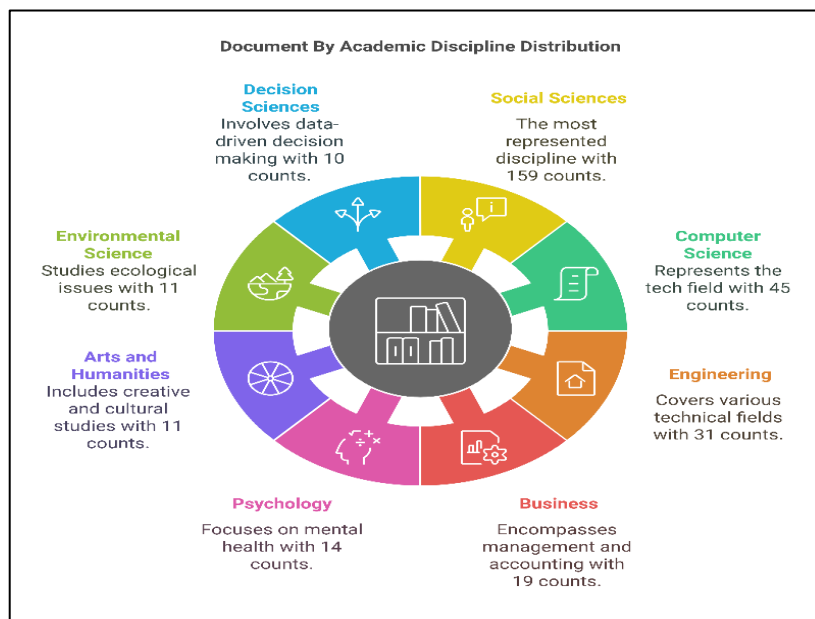 Document By Academic Discipline Distribution
Decision
Sciences
Involves data-
driven decision
making with 10
counts.
Social Sciences
The most
represented
discipline with
159 counts.
Environmental
Science
Studies ecological
issues with 11
counts.
Computer
Science
Represents the
tech field with 45
counts.
Arts and
Humanities
Includes creative
and cultural
studies with 11
counts.
Engineering
Covers various
technical fields
with 31 counts.
Psychology
Focuses on mental
health with 14
counts.
Business
Encompasses
management and
accounting with
19 counts.